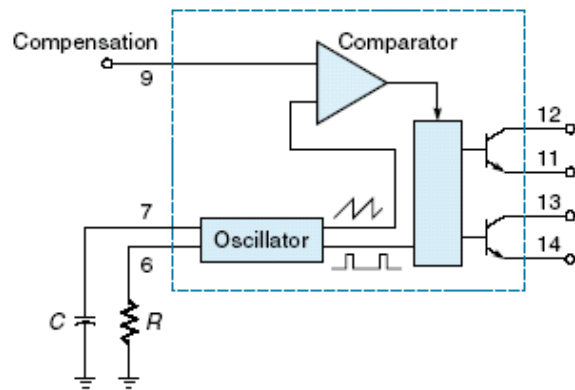 Compensation
9
Comparator
12
11
13
14
7
Oscillator
6
C
R